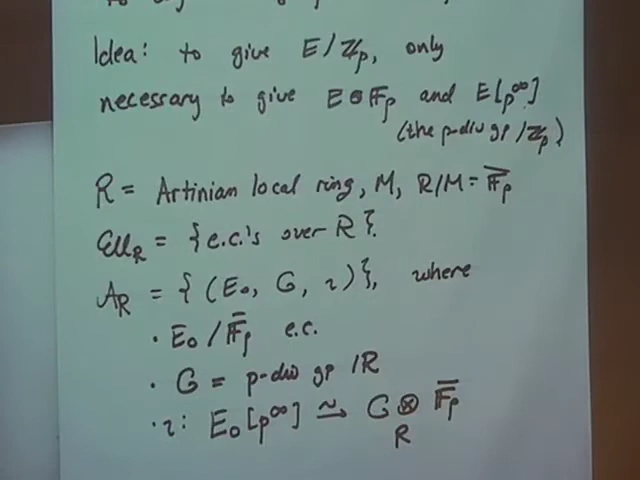 Idea: to give E/ℤp, only
necessary to give E⊗𝔽p and E[p^∞]
(the p-div gp /ℤp)
R = Artinian local ring, M, R/M = 𝔽̄p
Ell_R = {e.c.'s over R}.
A_R = {(E₀, G, ι)}, where
· E₀/𝔽̄p e.c.
· G = p-div gp /R
· ι: E₀[p^∞] ⥲ G ⊗_R 𝔽̄p